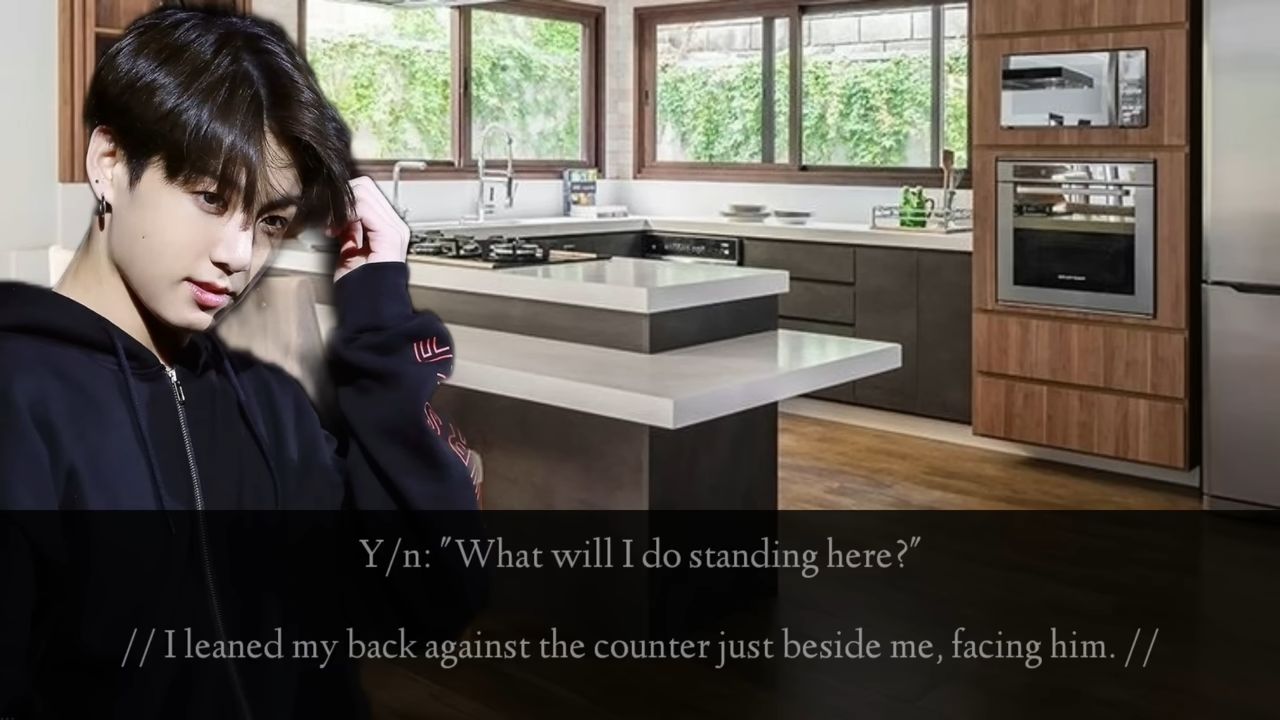 Y/n: "What will I do standing here?"
// I leaned my back against the counter just beside me, facing him. //